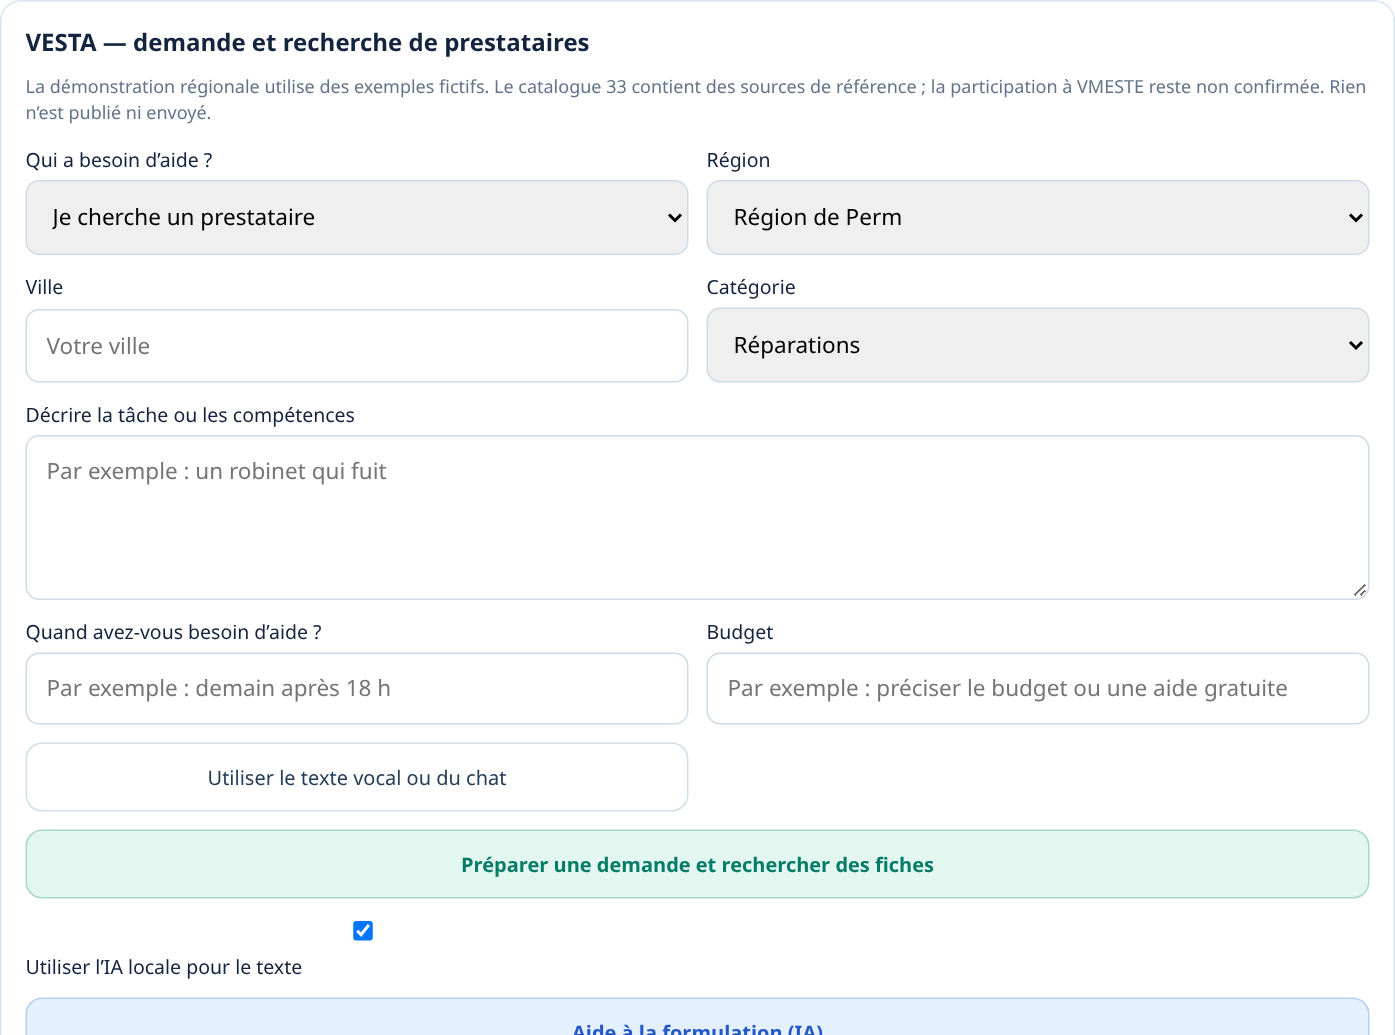 VESTA — demande et recherche de prestataires
La démonstration régionale utilise des exemples fictifs. Le catalogue 33 contient des sources de référence ; la participation à VMESTE reste non confirmée. Rien
n’est publié ni envoyé.
Qui a besoin d’aide ?
Région
Je cherche un prestataire
Région de Perm
Ville
Catégorie
Votre ville
Réparations
Décrire la tâche ou les compétences
Par exemple : un robinet qui fuit
Quand avez-vous besoin d’aide ?
Budget
Par exemple : demain après 18 h
Par exemple : préciser le budget ou une aide gratuite
Utiliser le texte vocal ou du chat
Préparer une demande et rechercher des fiches
Utiliser l’IA locale pour le texte
Aide à la formulation (IA)